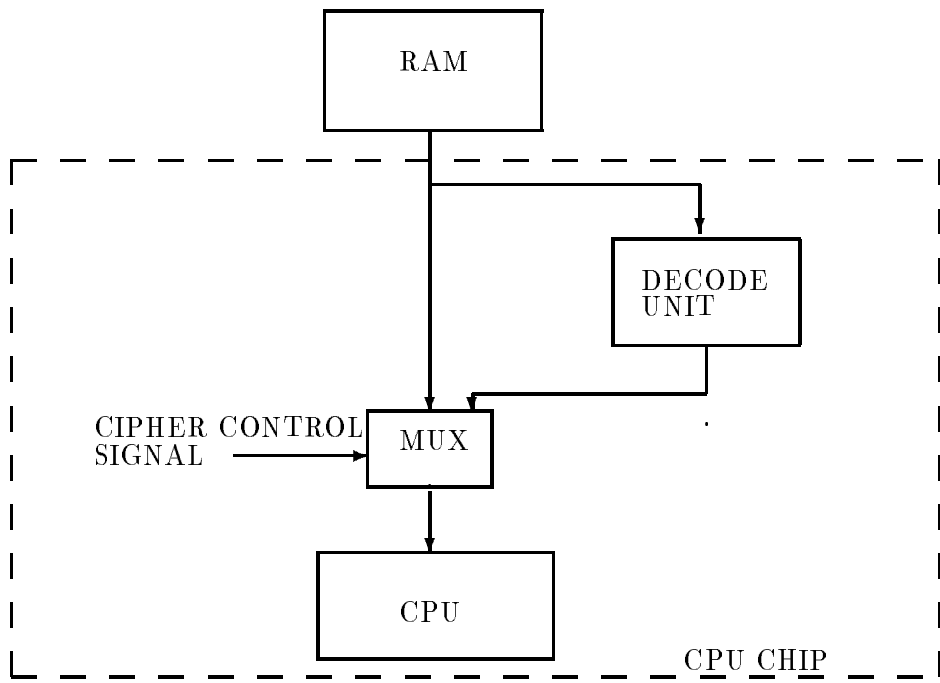 RAM
DECODE
UNIT
CIPHER CONTROL
SIGNAL
MUX
CPU
CPU CHIP